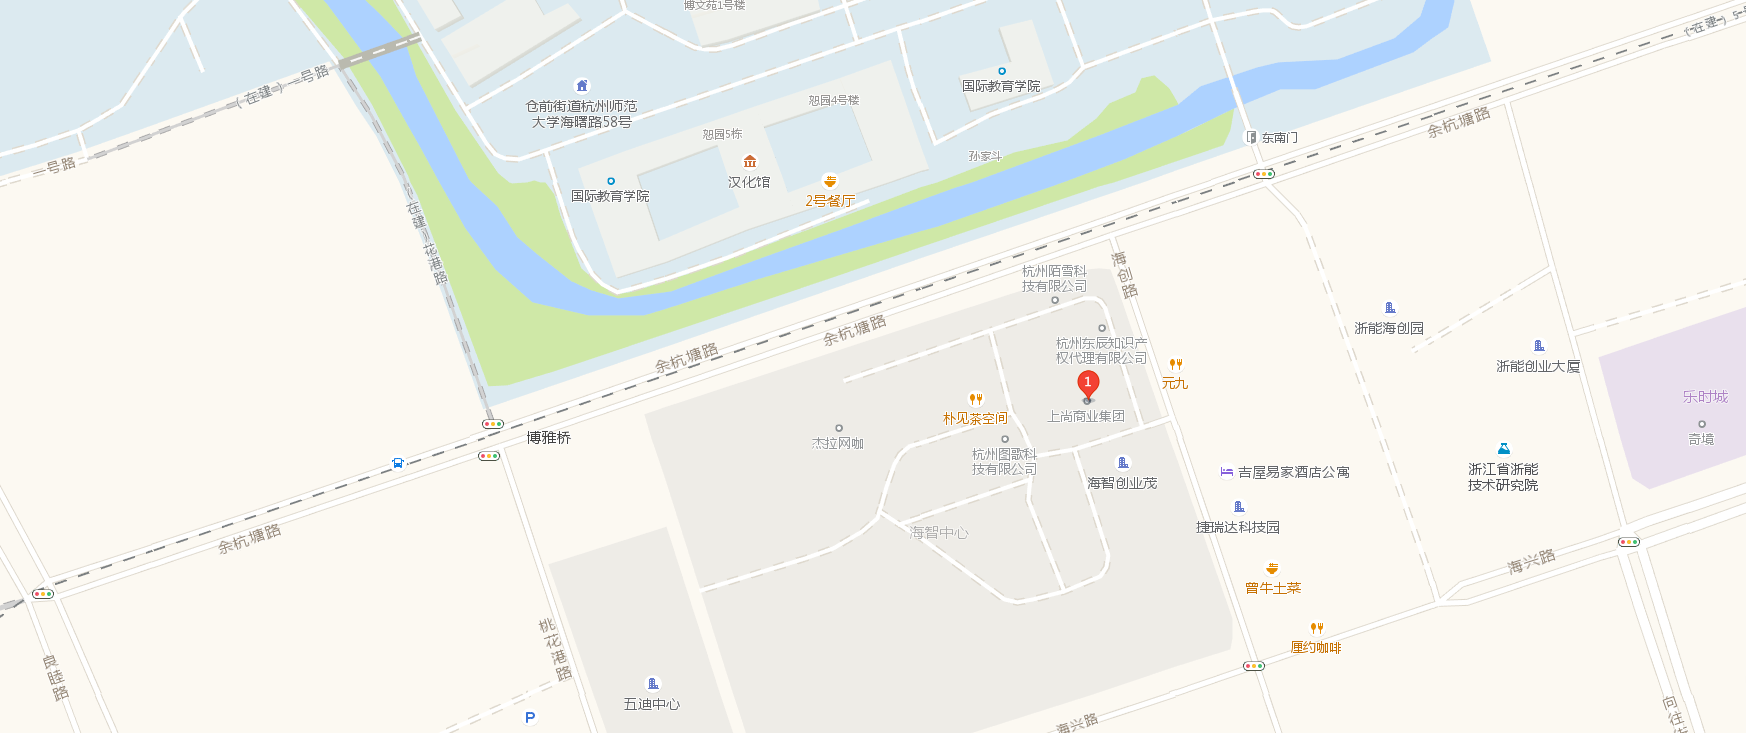 博文苑1号楼
(在建)5号
(在建)一号路
仓前街道杭州师范
大学海曙路58号
国际教育学院
恕园4号楼
恕园5栋
余杭塘路
东南门
孙家斗
一号路
汉化馆
国际教育学院
2号餐厅
(在建)花港路
海创路
杭州陌雪科
技有限公司
浙能海创园
余杭塘路
余杭塘路
杭州东辰知识产
权代理有限公司
浙能创业大厦
元九
1
乐时城
上尚商业集团
朴见茶空间
奇境
博雅桥
杰拉网咖
杭州图歌科
技有限公司
海智创业茂
吉屋易家酒店公寓
浙江省浙能
技术研究院
余杭塘路
海智中心
捷瑞达科技园
海兴路
曾牛土菜
桃花港路
厘约咖啡
良睦路
五迪中心
P
海兴路
向往街